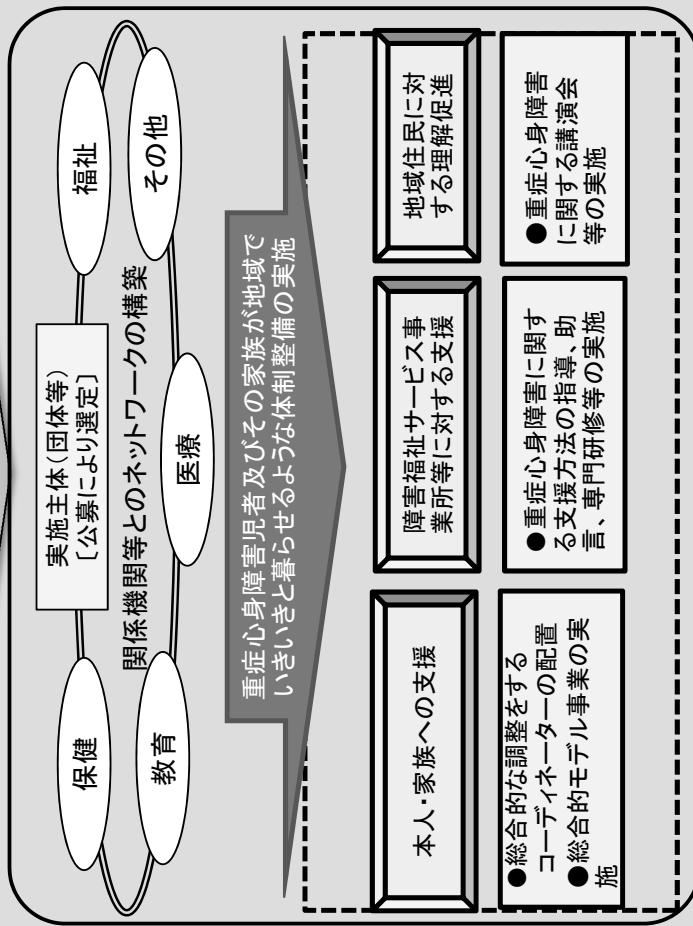 実施主体(団体等)
[公募により選定]
関係機関等とのネットワークの構築
保健
福祉
教育
医療
その他
重症心身障害児者及びその家族が地域で
いきいきと暮らせるような体制整備の実施
本人・家族への支援
●総合的な調整をする
コーディネーターの配置
●総合的モデル事業の実
施
障害福祉サービス事
業所等に対する支援
●重症心身障害に関す
る支援方法の指導、助
言、専門研修等の実施
地域住民に対
する理解促進
●重症心身障害
に関する講演会
等の実施